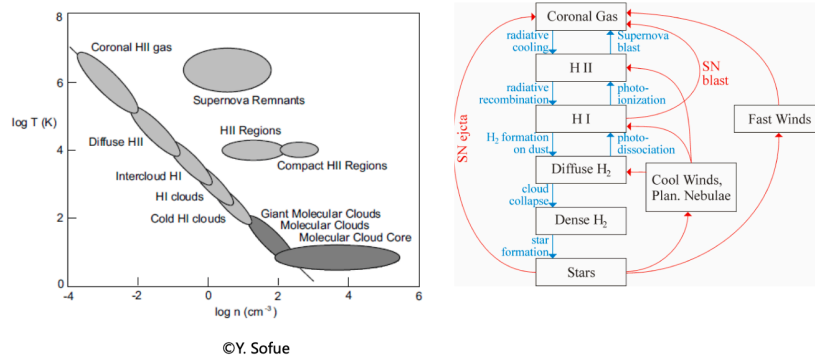 8
6
4
2
0
log T (K)
Coronal HII gas
Supernova Remnants
HII Regions
Diffuse HII
Compact HII Regions
Intercloud HI
HI clouds
Cold HI clouds
Giant Molecular Clouds
Molecular Clouds
Molecular Cloud Core
-4
-2
0
2
4
6
log n (cm⁻³)
©Y. Sofue
Coronal Gas
radiative
cooling
Supernova
blast
H II
radiative
recombination
photo-
ionization
SN
blast
H I
Fast Winds
H₂ formation
on dust
photo-
dissociation
Diffuse H₂
Cool Winds,
Plan. Nebulae
cloud
collapse
Dense H₂
star
formation
Stars
SN ejcta